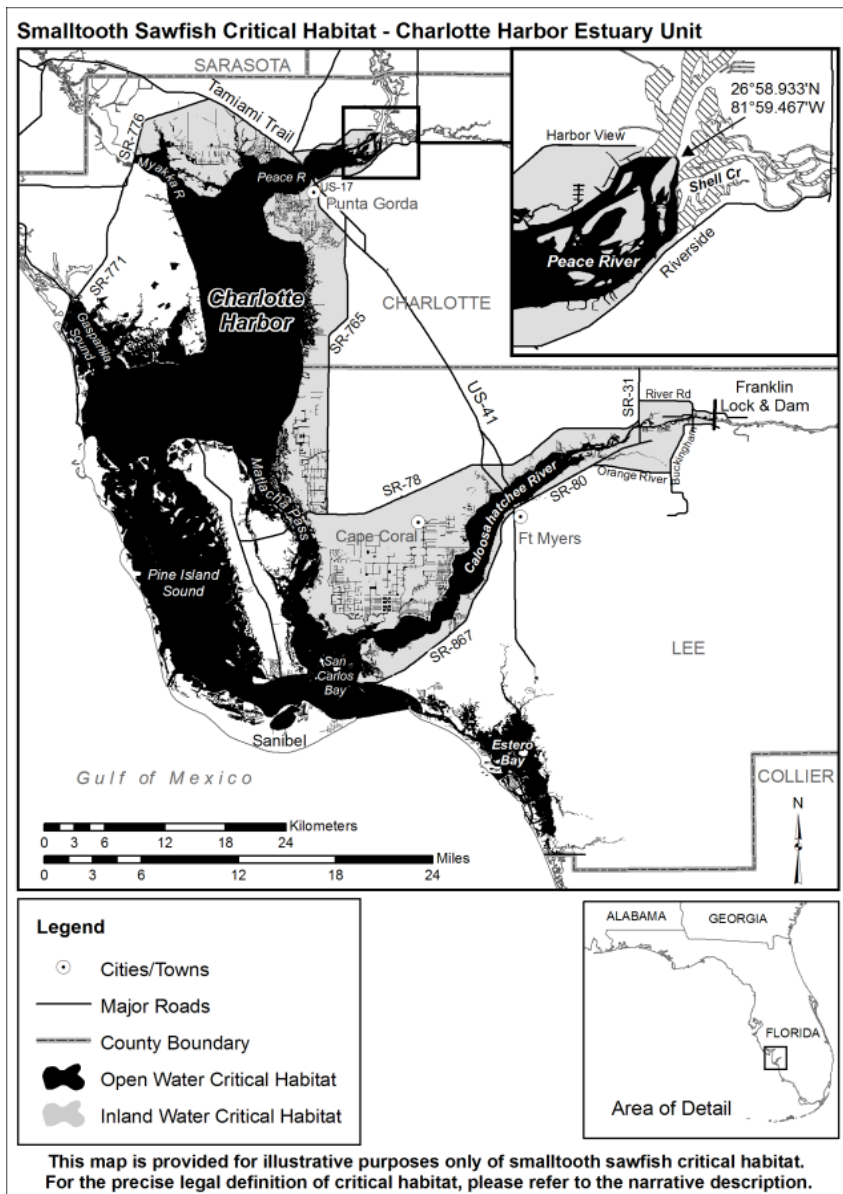 Smalltooth Sawfish Critical Habitat - Charlotte Harbor Estuary Unit
SARASOTA
Tamiami Trail
SR-776
Myakka R
Peace R
US-17
Punta Gorda
26°58.933'N
81°59.467'W
Harbor View
Shell Cr
Peace River
Riverside
SR-771
Gasparilla
Sound
Charlotte
Harbor
CHARLOTTE
SR-765
US-41
SR-31
River Rd
Franklin
Lock & Dam
Buckingham
Orange River
SR-78
SR-80
Caloosahatchee River
Matlacha Pass
Cape Coral
Ft Myers
Pine Island
Sound
SR-867
LEE
San
Carlos
Bay
Sanibel
Estero
Bay
Gulf of Mexico
COLLIER
N
Kilometers
0 3 6 12 18 24
Miles
0 3 6 12 18 24
Legend
Cities/Towns
Major Roads
County Boundary
Open Water Critical Habitat
Inland Water Critical Habitat
ALABAMA
GEORGIA
FLORIDA
Area of Detail
This map is provided for illustrative purposes only of smalltooth sawfish critical habitat.
For the precise legal definition of critical habitat, please refer to the narrative description.